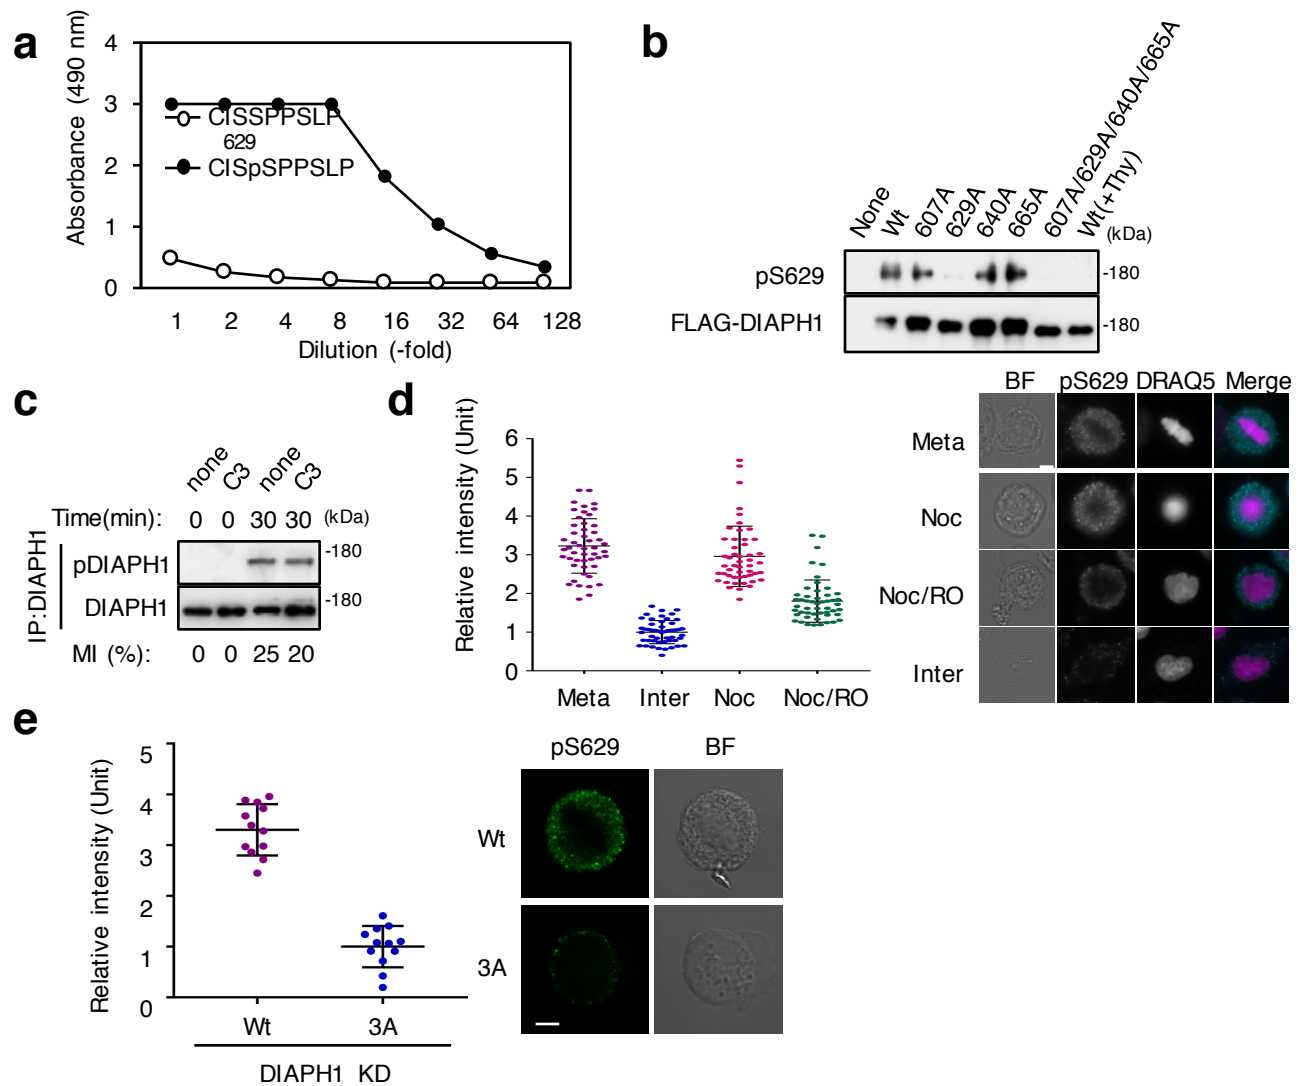 a
Absorbance (490 nm)
4
3
2
1
0
CISSPPSLP
629
CISpSPPSLP
1 2 4 8 16 32 64 128
Dilution (-fold)
b
None
Wt
607A
629A
640A
665A
607A/629A/640A/665A
Wt(+Thy)
(kDa)
pS629
-180
FLAG-DIAPH1
-180
c
none C3 none C3
Time(min): 0 0 30 30 (kDa)
IP:DIAPH1
pDIAPH1
-180
DIAPH1
-180
MI (%): 0 0 25 20
d
Relative intensity (Unit)
6
5
4
3
2
1
0
Meta Inter Noc Noc/RO
BF pS629 DRAQ5 Merge
Meta
Noc
Noc/RO
Inter
e
Relative intensity (Unit)
5
4
3
2
1
0
Wt 3A
DIAPH1 KD
pS629 BF
Wt
3A